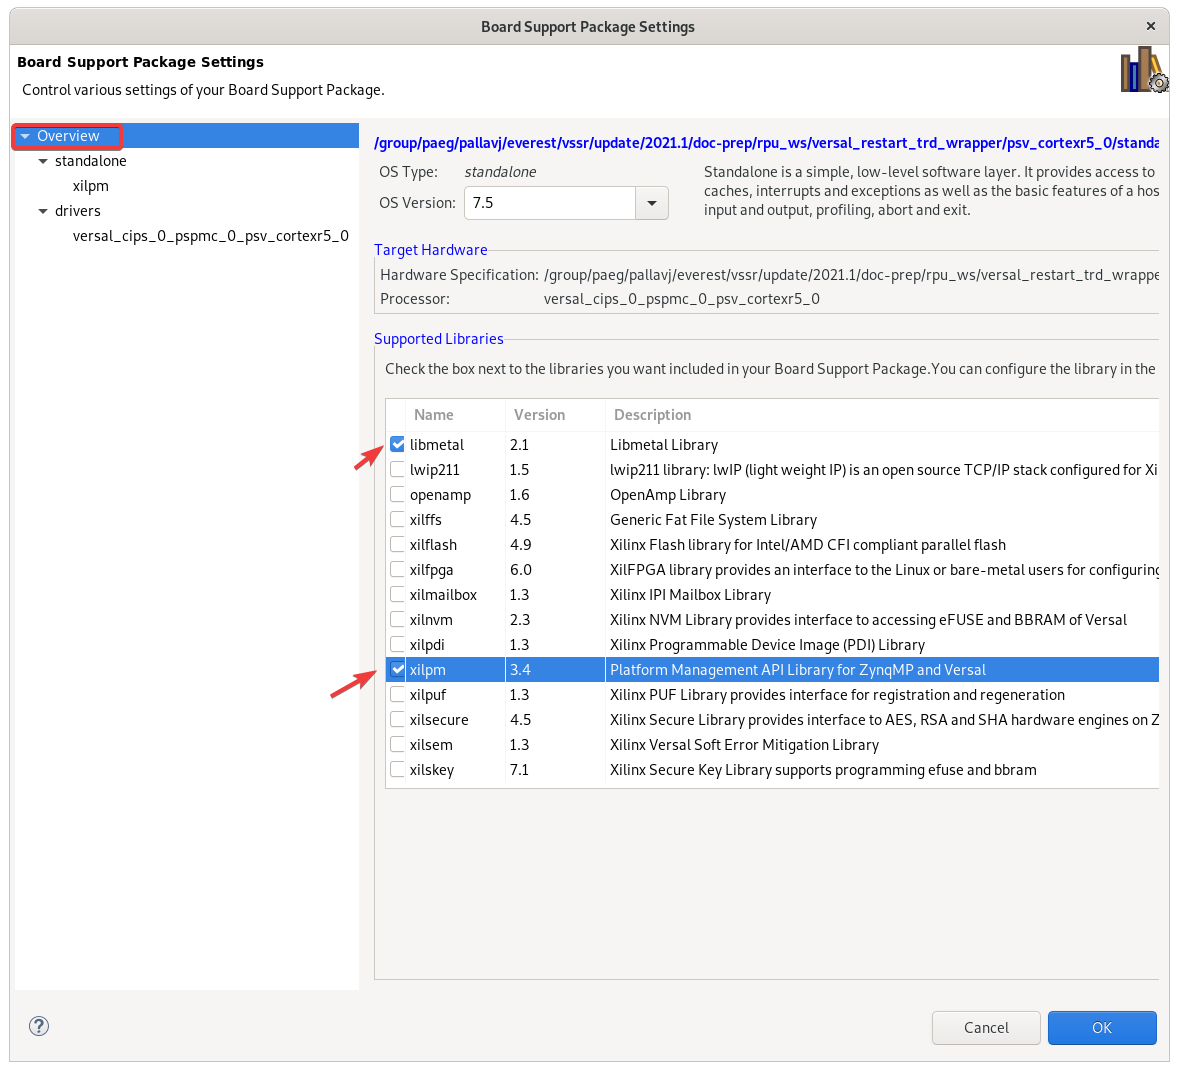 Board Support Package Settings
Board Support Package Settings
Control various settings of your Board Support Package.
Overview
standalone
xilpm
drivers
versal_cips_0_pspmc_0_psv_cortexr5_0
/group/paeg/pallavj/everest/vssr/update/2021.1/doc-prep/rpu_ws/versal_restart_trd_wrapper/psv_cortexr5_0/standa
OS Type: standalone
OS Version: 7.5
Standalone is a simple, low-level software layer. It provides access to
caches, interrupts and exceptions as well as the basic features of a hos
input and output, profiling, abort and exit.
Target Hardware
Hardware Specification: /group/paeg/pallavj/everest/vssr/update/2021.1/doc-prep/rpu_ws/versal_restart_trd_wrappe
Processor: versal_cips_0_pspmc_0_psv_cortexr5_0
Supported Libraries
Check the box next to the libraries you want included in your Board Support Package.You can configure the library in the
Name Version Description
libmetal 2.1 Libmetal Library
lwip211 1.5 lwip211 library: lwIP (light weight IP) is an open source TCP/IP stack configured for Xi
openamp 1.6 OpenAmp Library
xilffs 4.5 Generic Fat File System Library
xilflash 4.9 Xilinx Flash library for Intel/AMD CFI compliant parallel flash
xilfpga 6.0 XilFPGA library provides an interface to the Linux or bare-metal users for configuring
xilmailbox 1.3 Xilinx IPI Mailbox Library
xilnvm 2.3 Xilinx NVM Library provides interface to accessing eFUSE and BBRAM of Versal
xilpdi 1.3 Xilinx Programmable Device Image (PDI) Library
xilpm 3.4 Platform Management API Library for ZynqMP and Versal
xilpuf 1.3 Xilinx PUF Library provides interface for registration and regeneration
xilsecure 4.5 Xilinx Secure Library provides interface to AES, RSA and SHA hardware engines on Z
xilsem 1.3 Xilinx Versal Soft Error Mitigation Library
xilskey 7.1 Xilinx Secure Key Library supports programming efuse and bbram
?
Cancel
OK